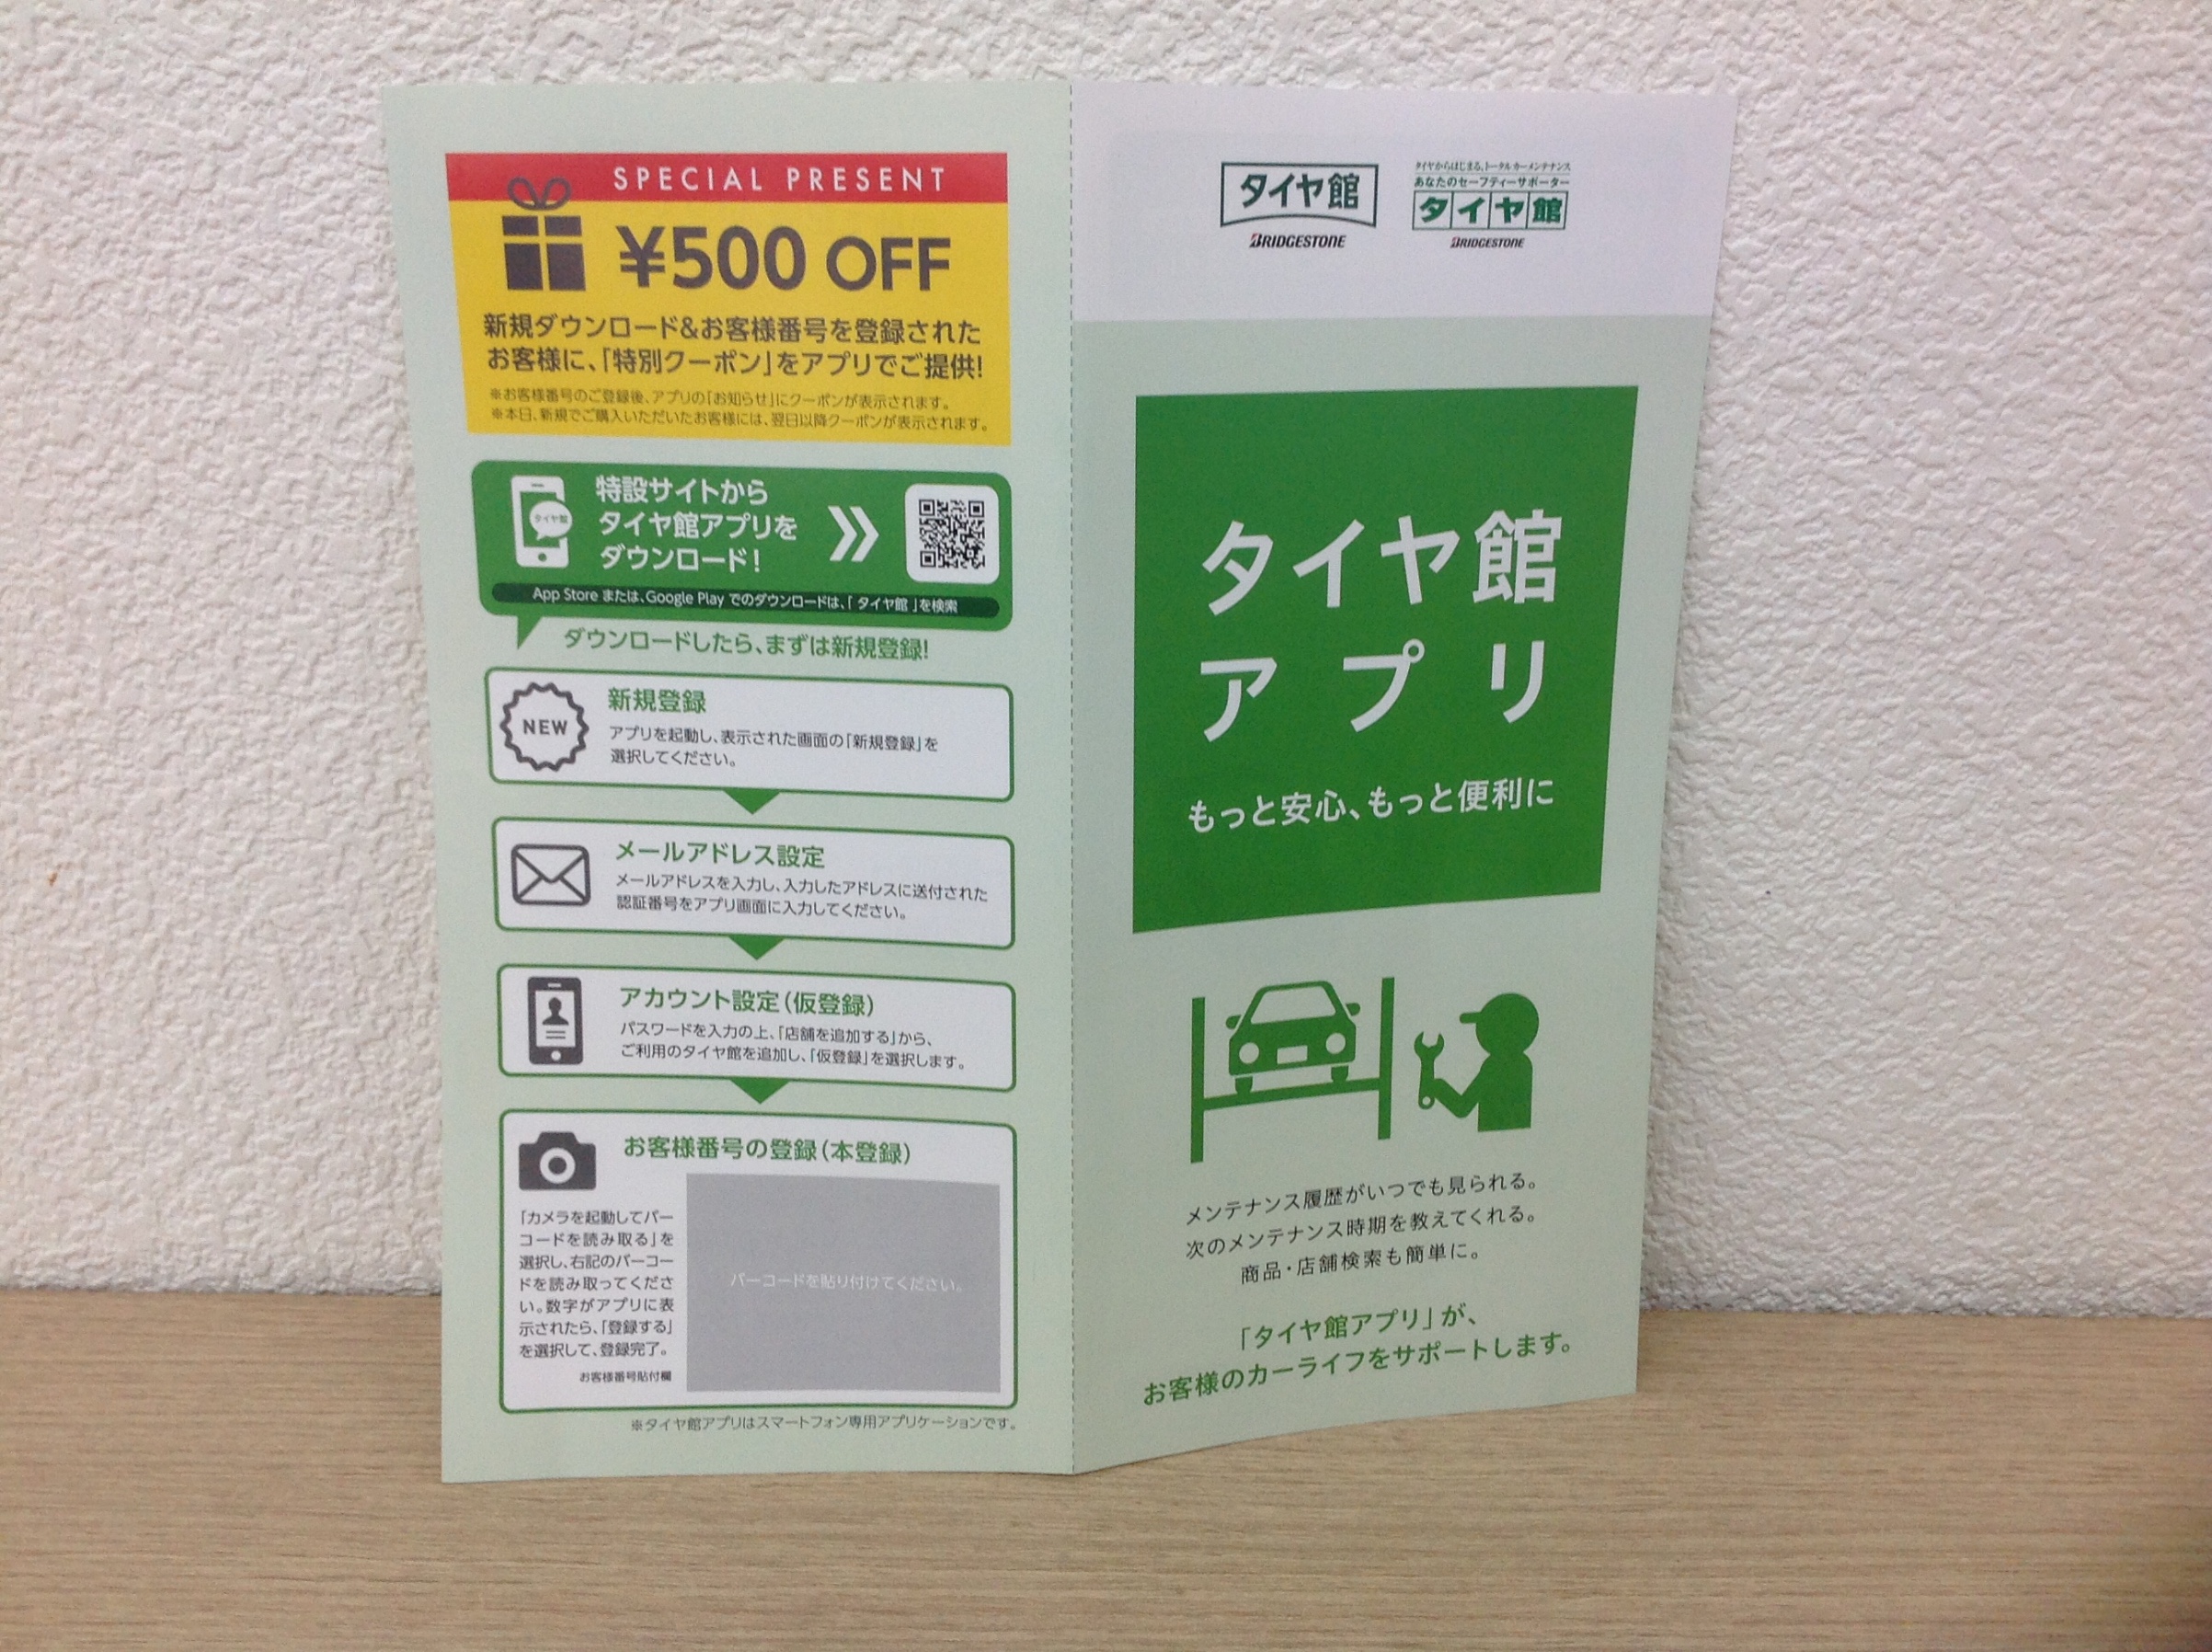 SPECIAL PRESENT
¥500 OFF
新規ダウンロード&お客様番号を登録された
お客様に、「特別クーポン」をアプリでご提供!
※お客様番号のご登録後、アプリの「お知らせ」にクーポンが表示されます。
※本日、新規でご購入いただいたお客様には、翌日以降クーポンが表示されます。
特設サイトから
タイヤ館アプリを
ダウンロード!
タイヤ館
App Store または、Google Play でのダウンロードは、「 タイヤ館 」を検索
ダウンロードしたら、まずは新規登録!
NEW
新規登録
アプリを起動し、表示された画面の「新規登録」を
選択してください。
メールアドレス設定
メールアドレスを入力し、入力したアドレスに送付された
認証番号をアプリ画面に入力してください。
アカウント設定(仮登録)
パスワードを入力の上、「店舗を追加する」から、
ご利用のタイヤ館を追加し、「仮登録」を選択します。
お客様番号の登録(本登録)
「カメラを起動してバー
コードを読み取る」を
選択し、右記のバーコー
ドを読み取ってくださ
い。数字がアプリに表
示されたら、「登録する」
を選択して、登録完了。
お客様番号貼付欄
バーコードを貼り付けてください。
※タイヤ館アプリはスマートフォン専用アプリケーションです。
タイヤ館
BRIDGESTONE
タイヤからはじまる、トータルカーメンテナンス
あなたのセーフティーサポーター
タイヤ館
BRIDGESTONE
タイヤ館
アプリ
もっと安心、もっと便利に
メンテナンス履歴がいつでも見られる。
次のメンテナンス時期を教えてくれる。
商品・店舗検索も簡単に。
「タイヤ館アプリ」が、
お客様のカーライフをサポートします。